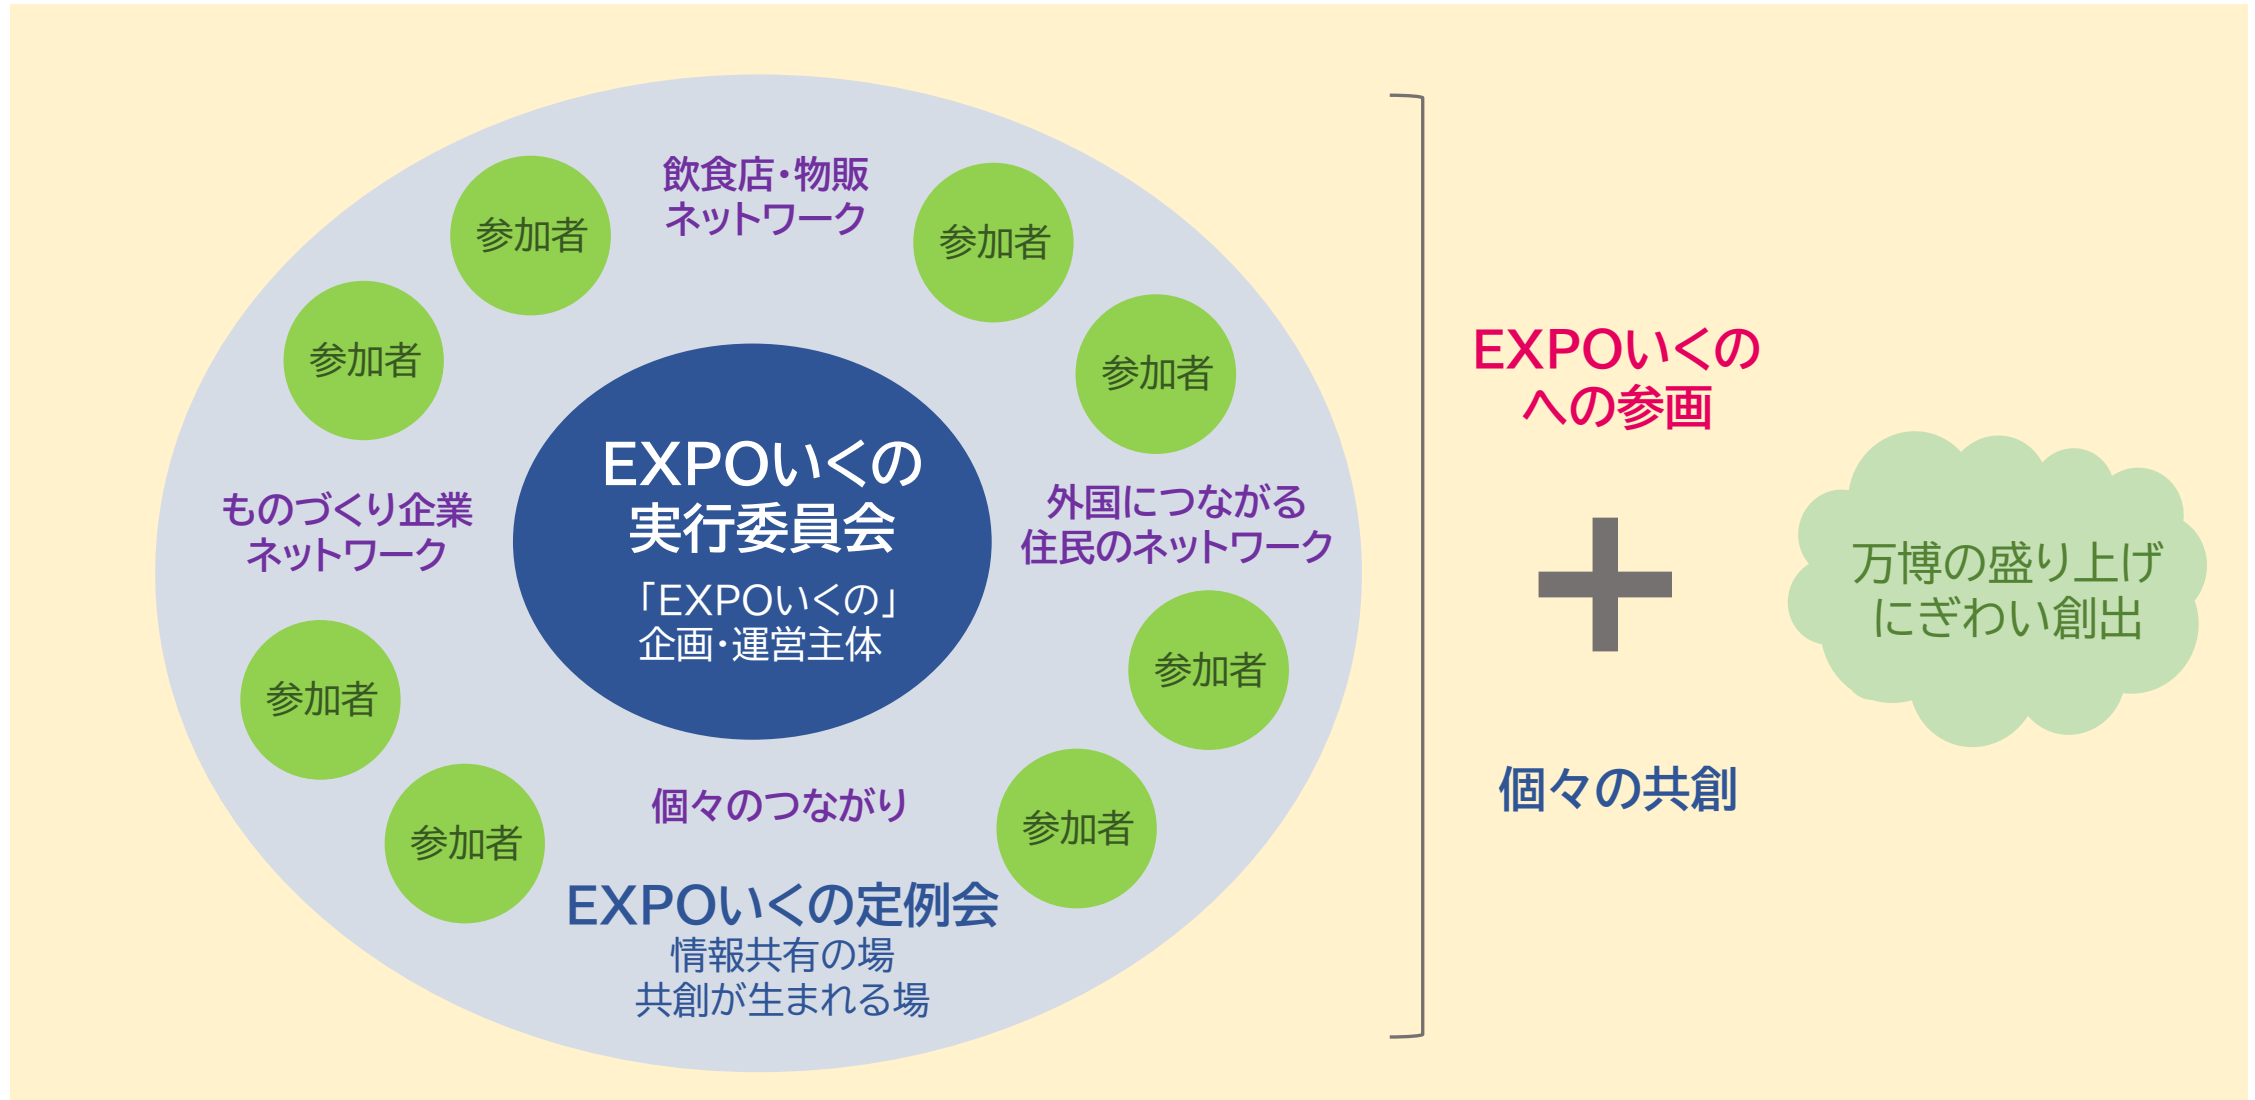 飲食店・物販
ネットワーク
参加者
参加者
参加者
参加者
EXPOいくの
実行委員会
「EXPOいくの」
企画・運営主体
ものづくり企業
ネットワーク
外国につながる
住民のネットワーク
参加者
参加者
参加者
参加者
個々のつながり
EXPOいくの定例会
情報共有の場
共創が生まれる場
EXPOいくの
への参画
個々の共創
万博の盛り上げ
にぎわい創出